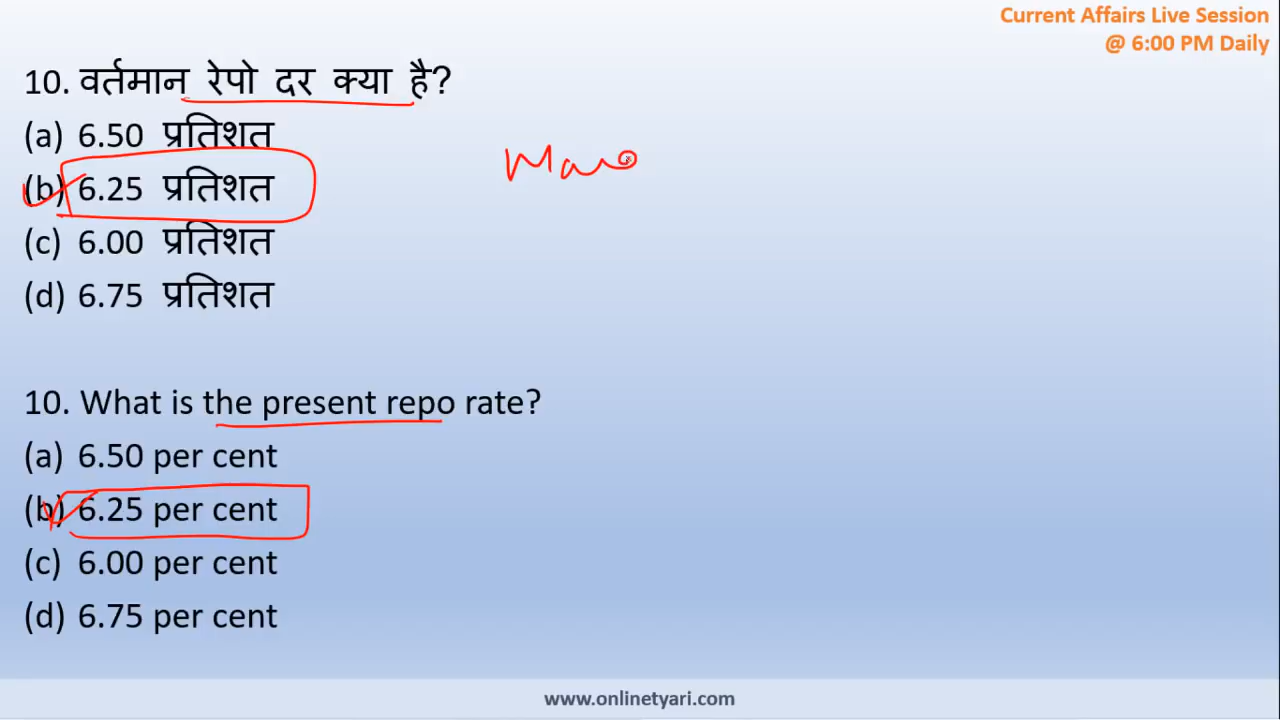 Current Affairs Live Session
@ 6:00 PM Daily
10. वर्तमान रेपो दर क्या है?
(a) 6.50 प्रतिशत
(b) 6.25 प्रतिशत
(c) 6.00 प्रतिशत
(d) 6.75 प्रतिशत
10. What is the present repo rate?
(a) 6.50 per cent
(b) 6.25 per cent
(c) 6.00 per cent
(d) 6.75 per cent
www.onlinetyari.com